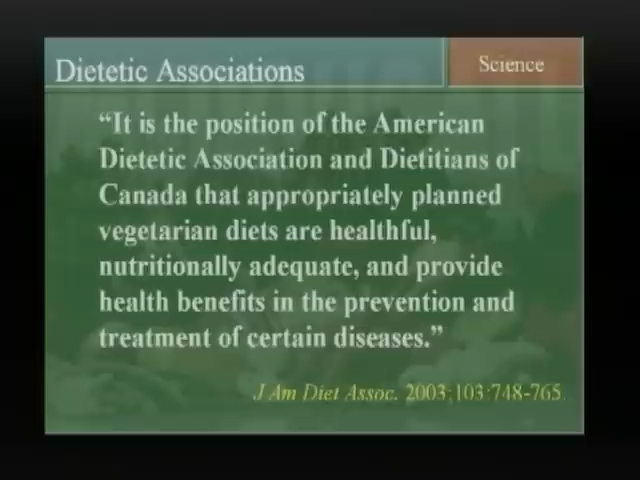 Dietetic Associations
Science
“It is the position of the American
Dietetic Association and Dietitians of
Canada that appropriately planned
vegetarian diets are healthful,
nutritionally adequate, and provide
health benefits in the prevention and
treatment of certain diseases.”
J Am Diet Assoc. 2003;103:748-765.